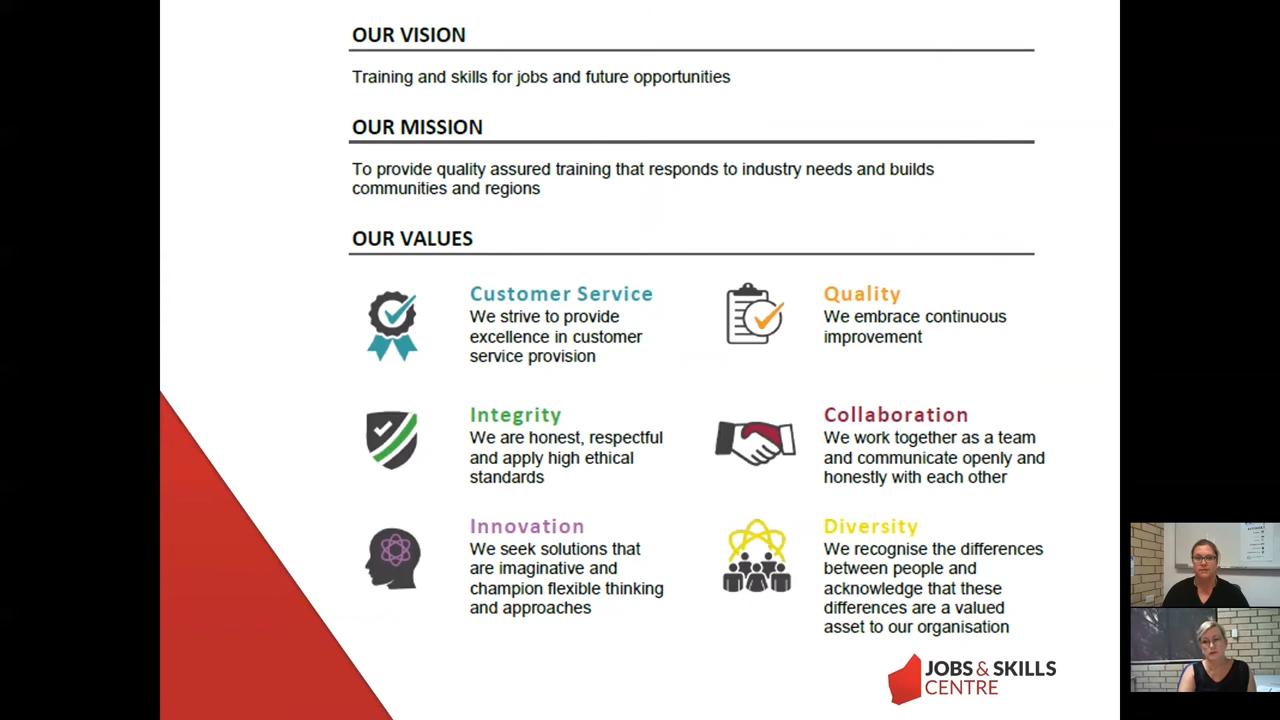 OUR VISION
Training and skills for jobs and future opportunities
OUR MISSION
To provide quality assured training that responds to industry needs and builds
communities and regions
OUR VALUES
Customer Service
We strive to provide
excellence in customer
service provision
Quality
We embrace continuous
improvement
Integrity
We are honest, respectful
and apply high ethical
standards
Collaboration
We work together as a team
and communicate openly and
honestly with each other
Innovation
We seek solutions that
are imaginative and
champion flexible thinking
and approaches
Diversity
We recognise the differences
between people and
acknowledge that these
differences are a valued
asset to our organisation
JOBS & SKILLS
CENTRE